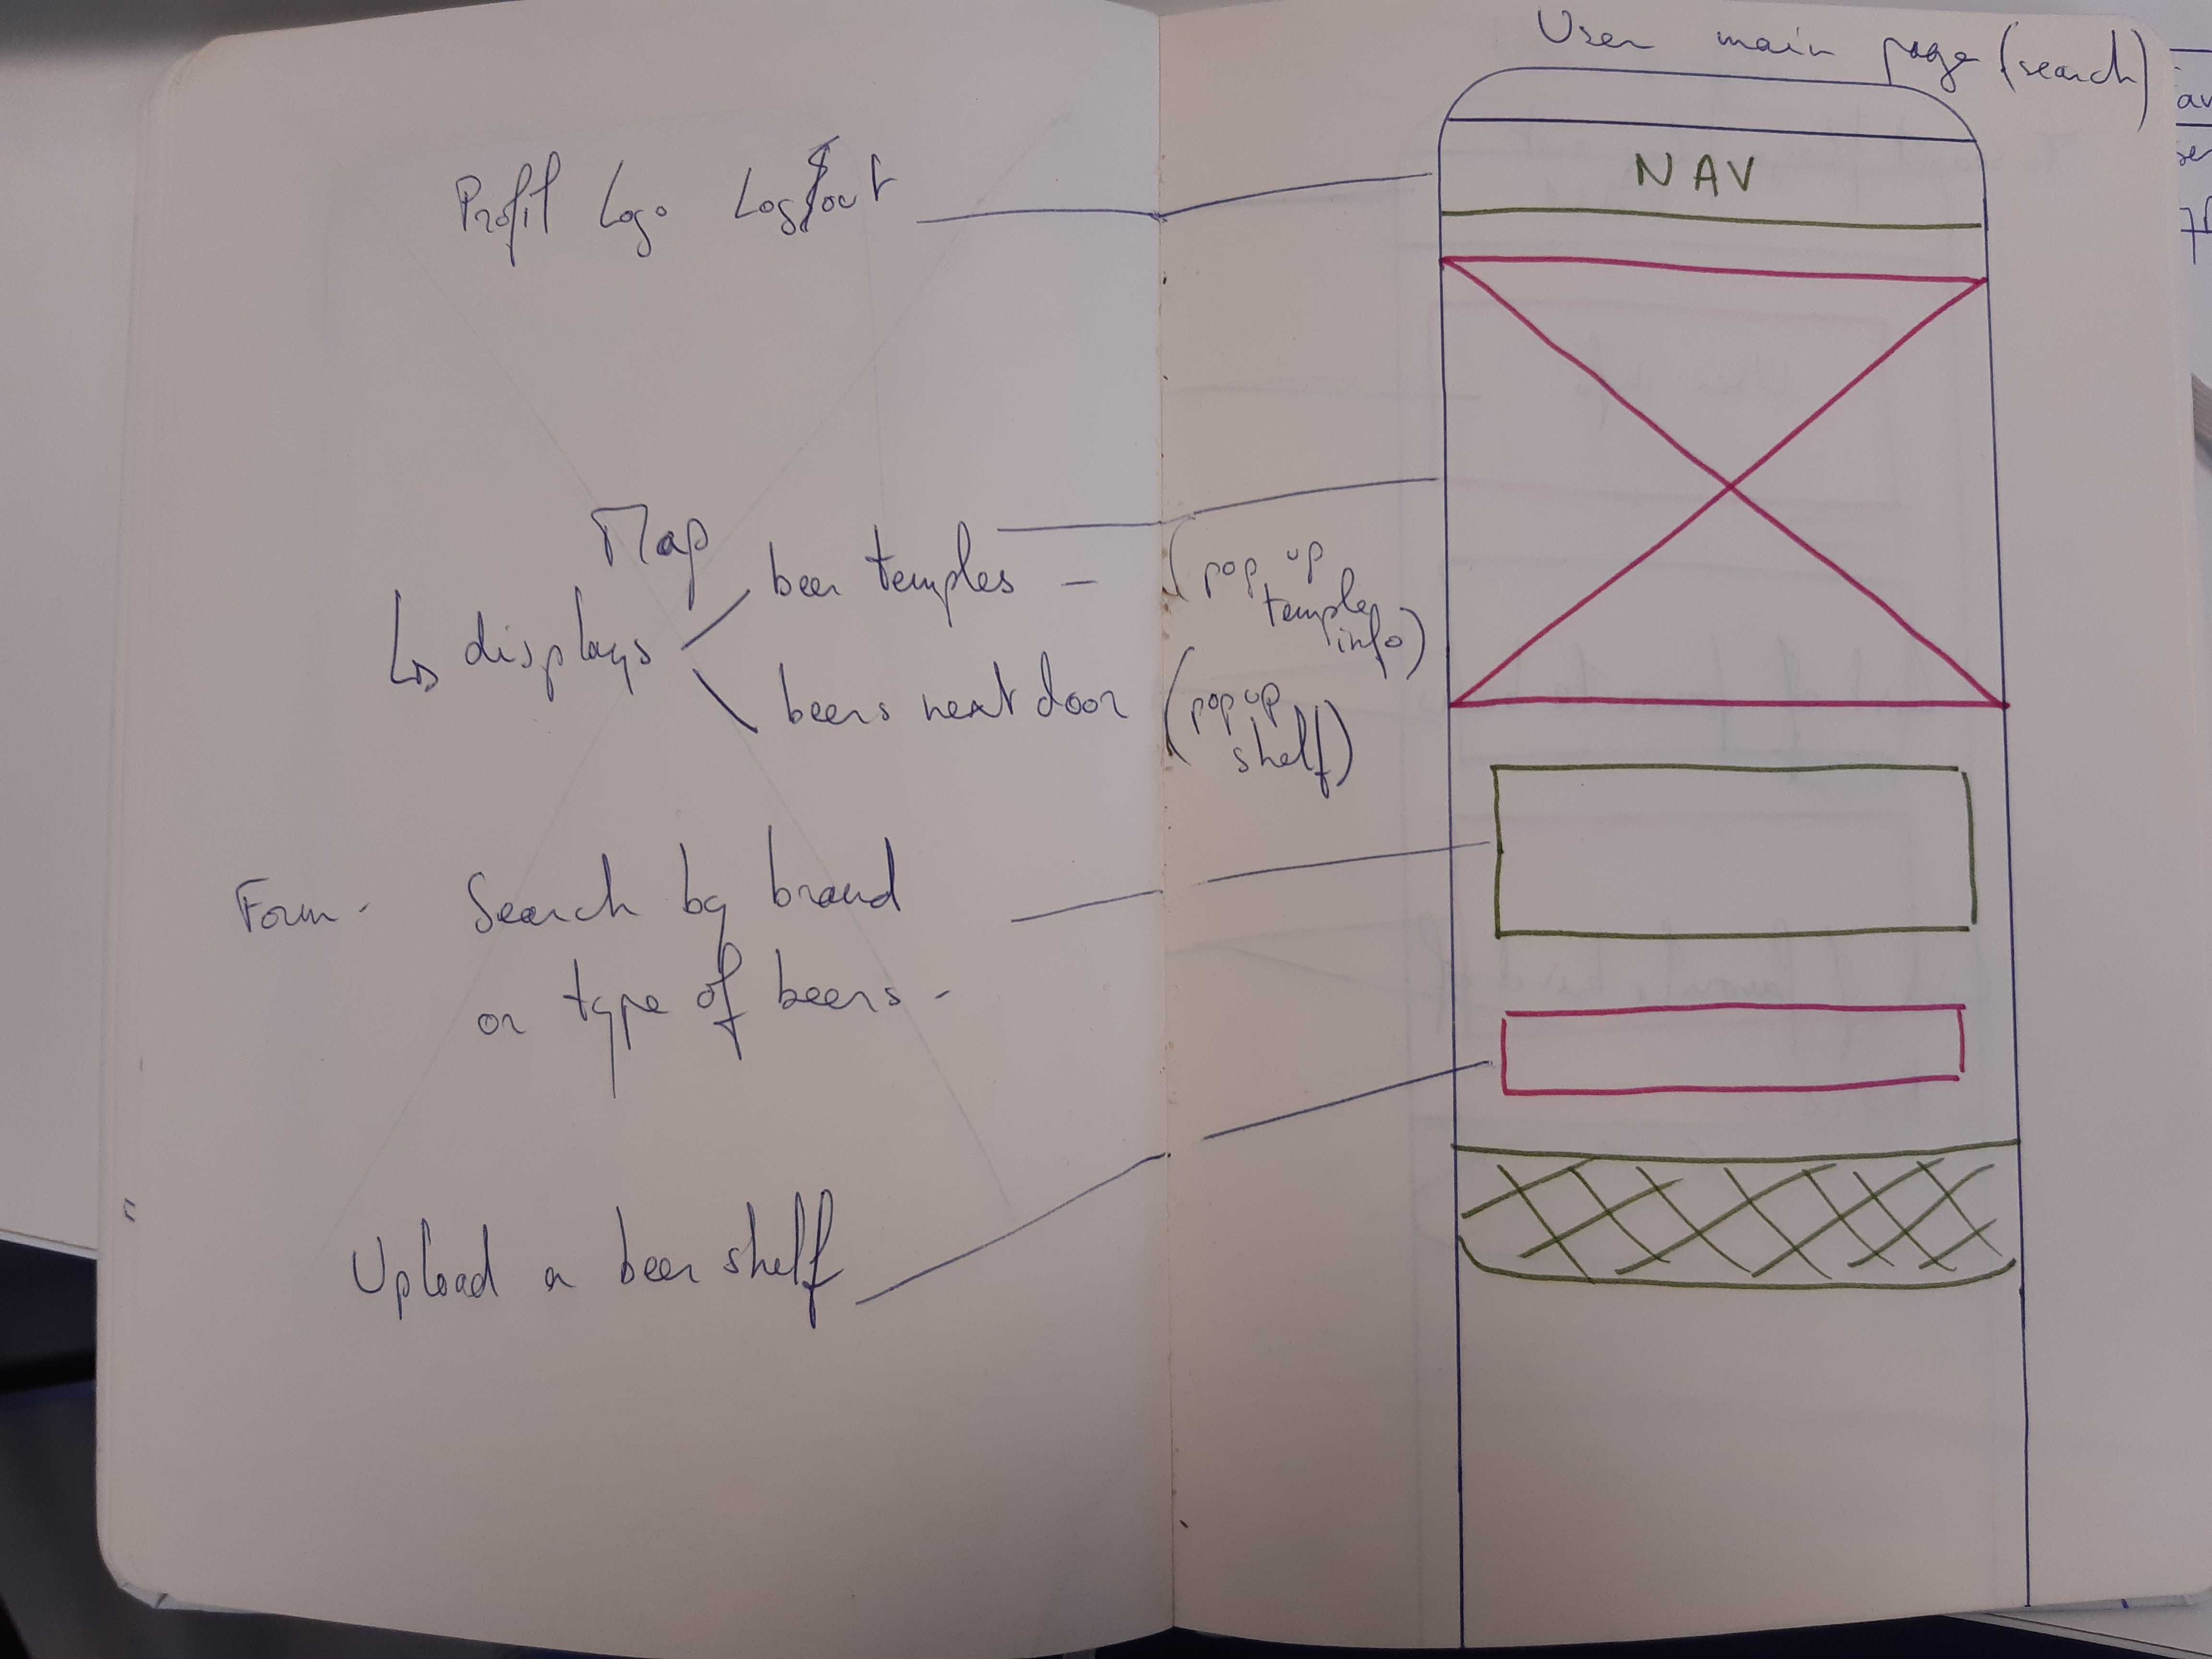 User main page (search)
NAV
Profil Logo Logout
Map
beer temples - (pop up
temple
info)
↳ displays
beers next door (pop up
shelf)
Form - Search by brand
or type of beers -
Upload a beer shelf